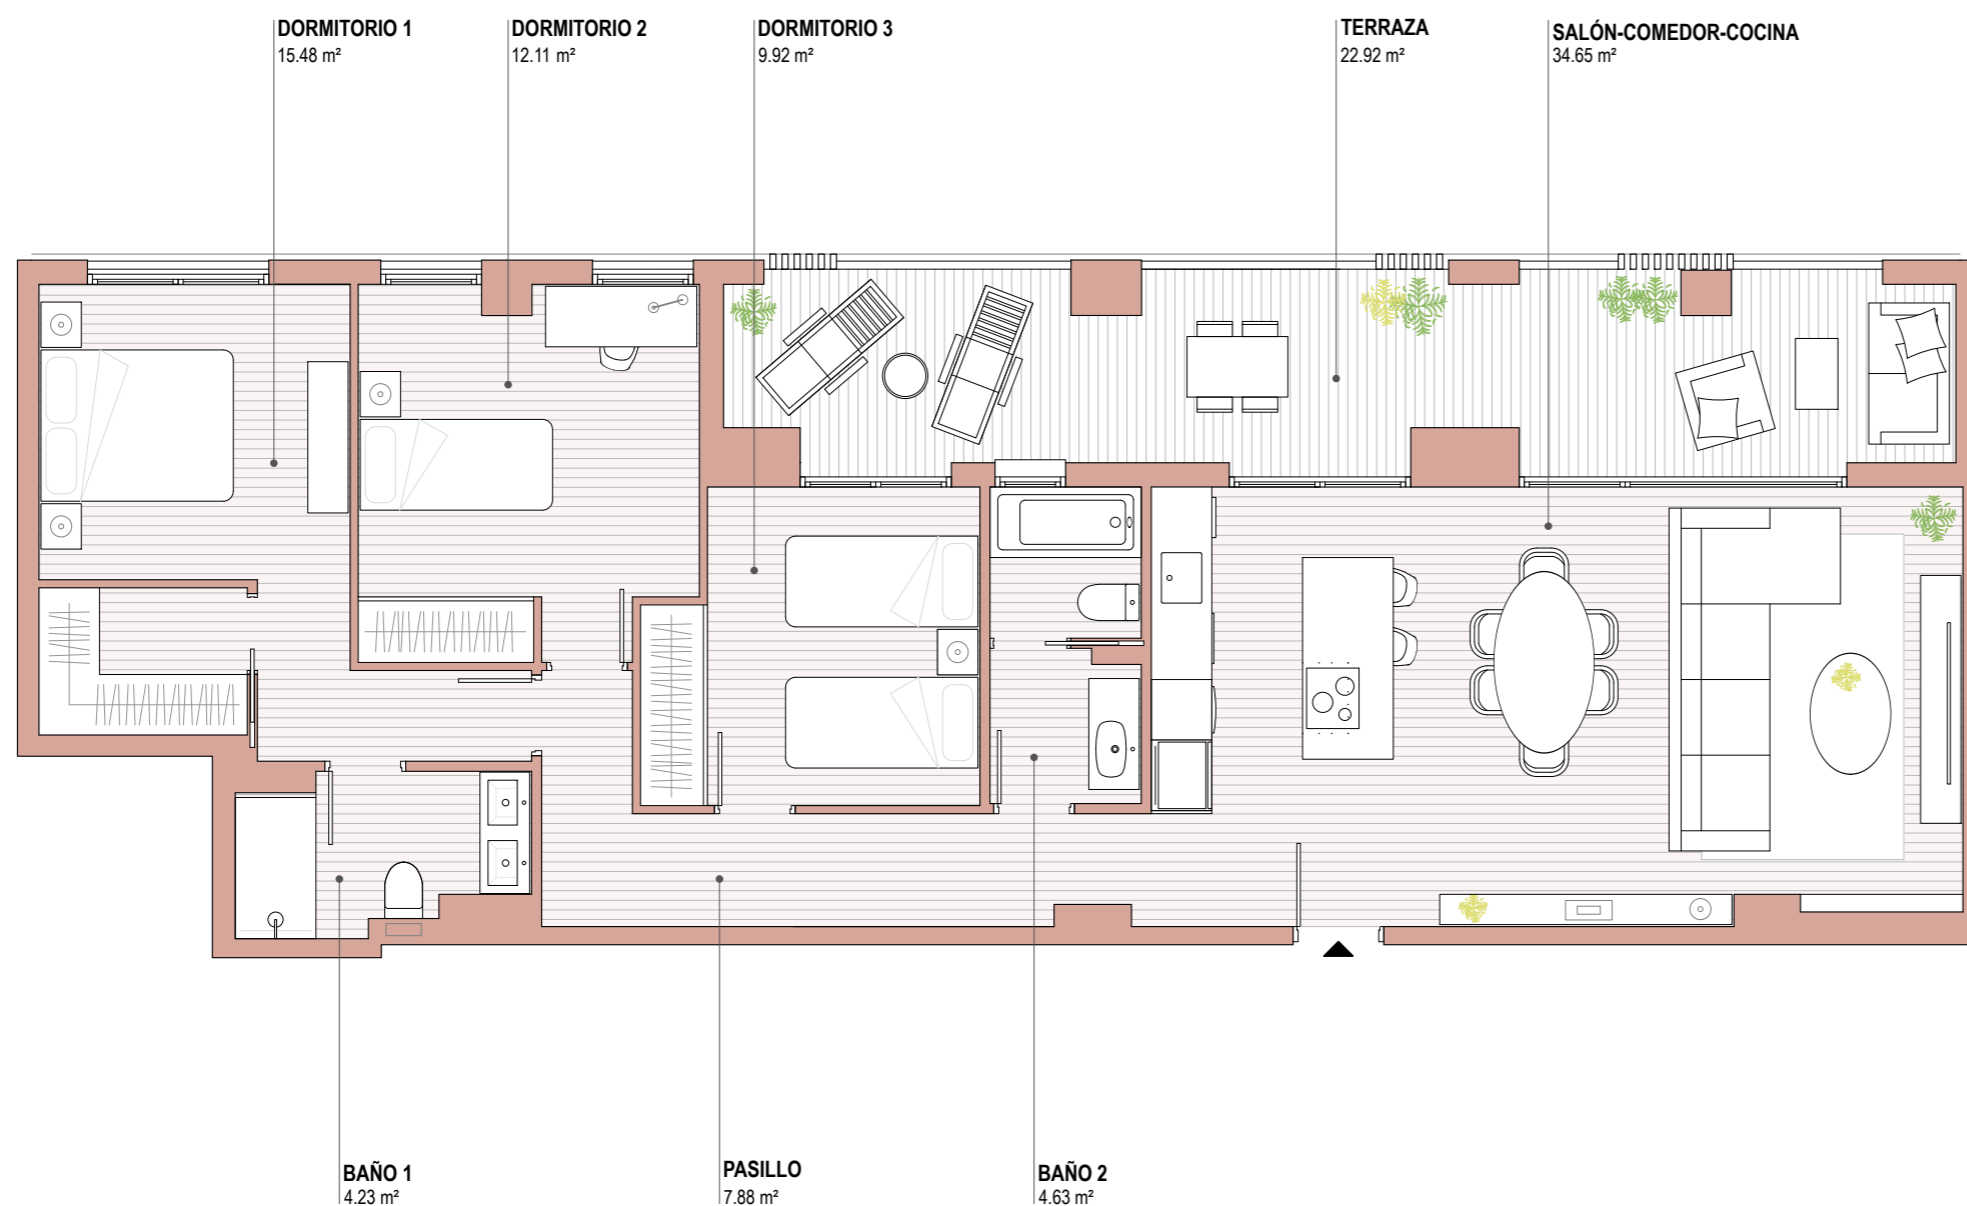 DORMITORIO 1
15.48 m²
DORMITORIO 2
12.11 m²
DORMITORIO 3
9.92 m²
TERRAZA
22.92 m²
SALÓN-COMEDOR-COCINA
34.65 m²
BAÑO 1
4.23 m²
PASILLO
7.88 m²
BAÑO 2
4.63 m²